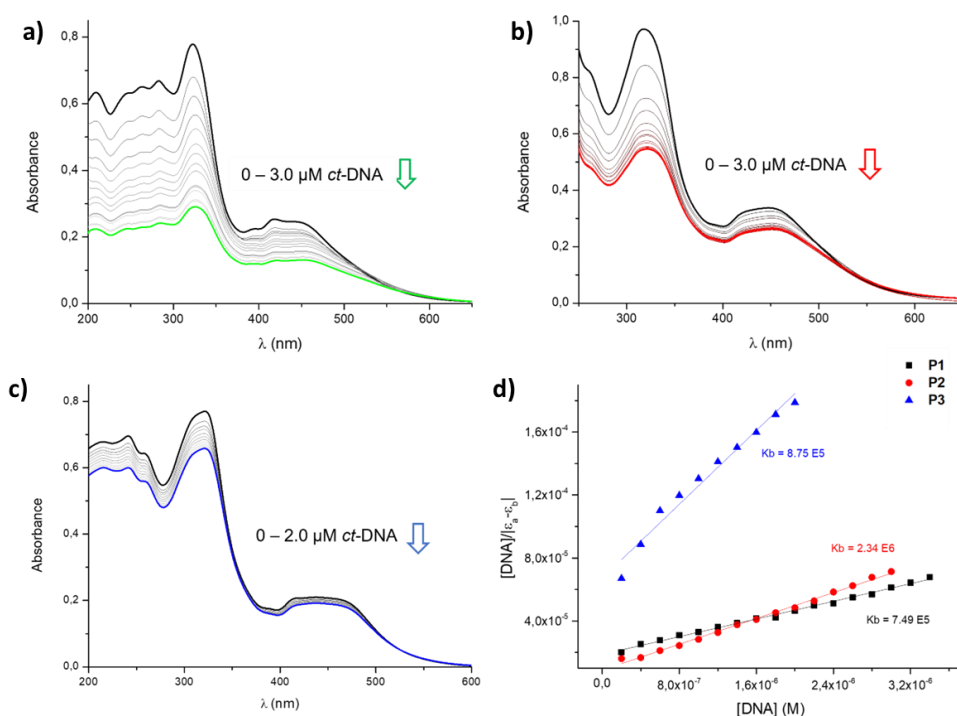 a)
0,8
0,6
0,4
0,2
0,0
Absorbance
0 – 3.0 µM ct-DNA
200 300 400 500 600
λ (nm)
b)
1,0
0,8
0,6
0,4
0,2
0,0
Absorbance
0 – 3.0 µM ct-DNA
300 400 500 600
λ (nm)
c)
0,8
0,6
0,4
0,2
0,0
Absorbance
0 – 2.0 µM ct-DNA
200 300 400 500 600
λ (nm)
d)
P1
P2
P3
1,6x10⁻⁴
1,2x10⁻⁴
8,0x10⁻⁵
4,0x10⁻⁵
[DNA]/|εa-εb|
Kb = 8.75 E5
Kb = 2.34 E6
Kb = 7.49 E5
0,0 8,0x10⁻⁷ 1,6x10⁻⁶ 2,4x10⁻⁶ 3,2x10⁻⁶
[DNA] (M)